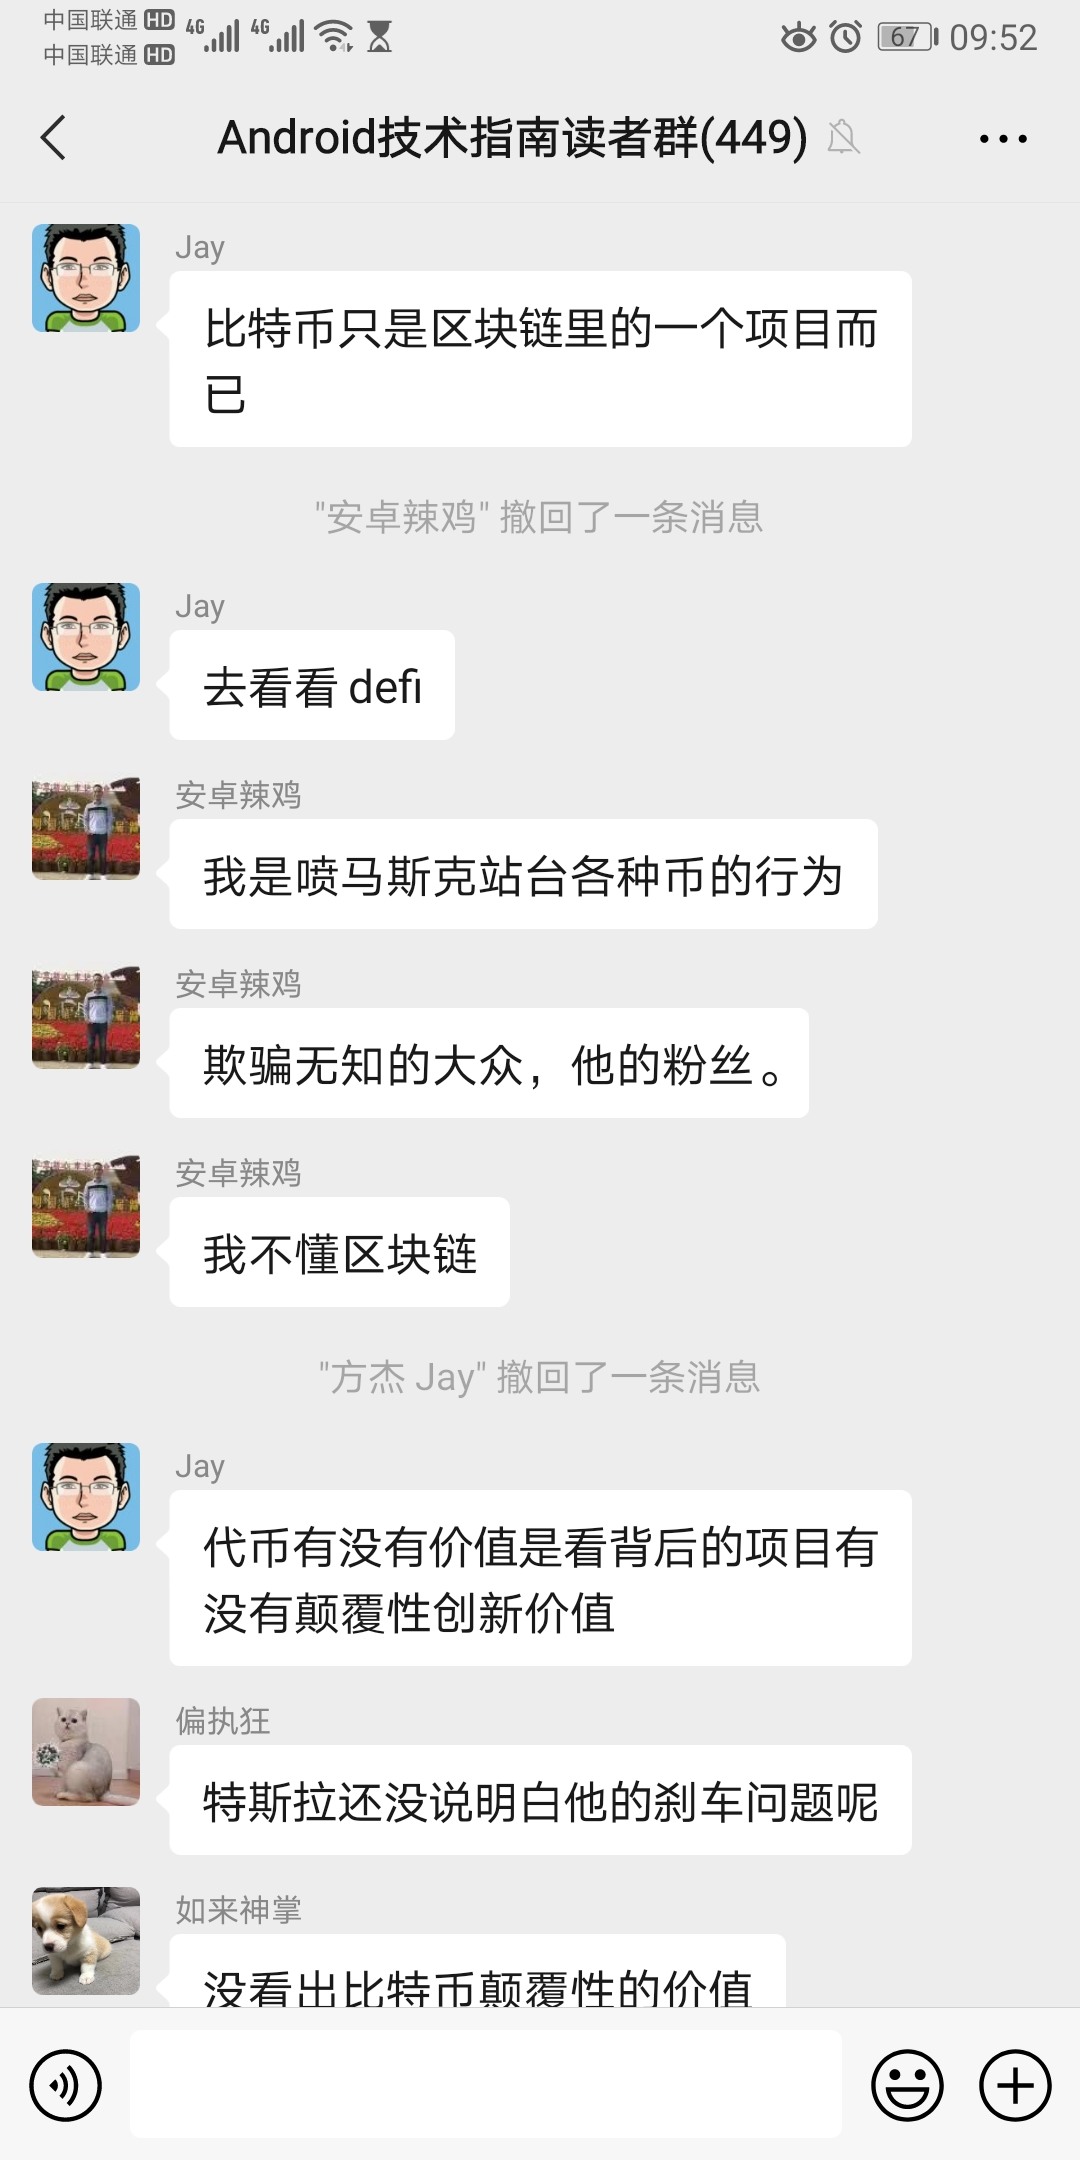 中国联通 HD 4G 4G 67 09:52
中国联通 HD
Android技术指南读者群(449)
Jay
比特币只是区块链里的一个项目而
已
"安卓辣鸡" 撤回了一条消息
Jay
去看看 defi
安卓辣鸡
我是喷马斯克站台各种币的行为
安卓辣鸡
欺骗无知的大众，他的粉丝。
安卓辣鸡
我不懂区块链
"方杰 Jay" 撤回了一条消息
Jay
代币有没有价值是看背后的项目有
没有颠覆性创新价值
偏执狂
特斯拉还没说明白他的刹车问题呢
如来神掌
没看出比特币颠覆性的价值